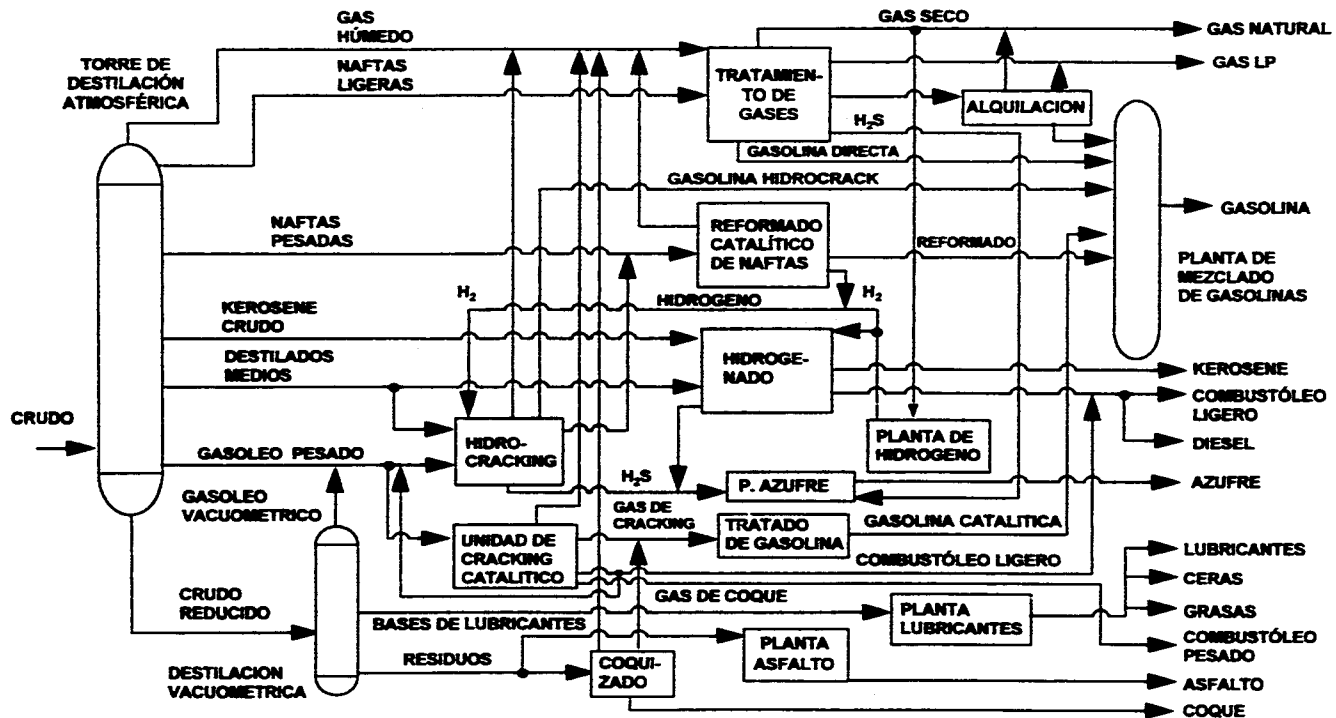 GAS
HÚMEDO
GAS SECO
GAS NATURAL
TORRE DE
DESTILACIÓN
ATMOSFÉRICA
NAFTAS
LIGERAS
TRATAMIEN-
TO DE
GASES
GAS LP
ALQUILACION
H₂S
GASOLINA DIRECTA
GASOLINA HIDROCRACK
GASOLINA
NAFTAS
PESADAS
REFORMADO
CATALÍTICO
DE NAFTAS
REFORMADO
PLANTA DE
MEZCLADO
DE GASOLINAS
H₂
HIDROGENO
H₂
KEROSENE
CRUDO
HIDROGE-
NADO
DESTILADOS
MEDIOS
KEROSENE
COMBUSTÓLEO
LIGERO
DIESEL
CRUDO
HIDRO-
CRACKING
PLANTA DE
HIDROGENO
GASOLEO PESADO
H₂S
P. AZUFRE
AZUFRE
GASOLEO
VACUOMETRICO
GAS DE
CRACKING
UNIDAD DE
CRACKING
CATALITICO
TRATADO
DE GASOLINA
GASOLINA CATALITICA
COMBUSTÓLEO LIGERO
LUBRICANTES
CERAS
GRASAS
CRUDO
REDUCIDO
GAS DE COQUE
BASES DE LUBRICANTES
PLANTA
LUBRICANTES
COMBUSTÓLEO
PESADO
RESIDUOS
PLANTA
ASFALTO
DESTILACION
VACUOMETRICA
COQUI-
ZADO
ASFALTO
COQUE